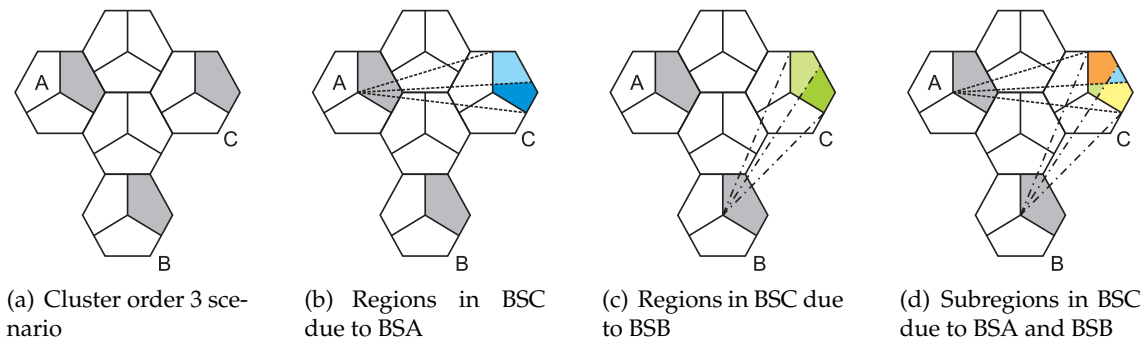 A
C
B
A
C
B
A
C
B
A
C
B
(a) Cluster order 3 sce-
nario
(b) Regions in BSC
due to BSA
(c) Regions in BSC due
to BSB
(d) Subregions in BSC
due to BSA and BSB